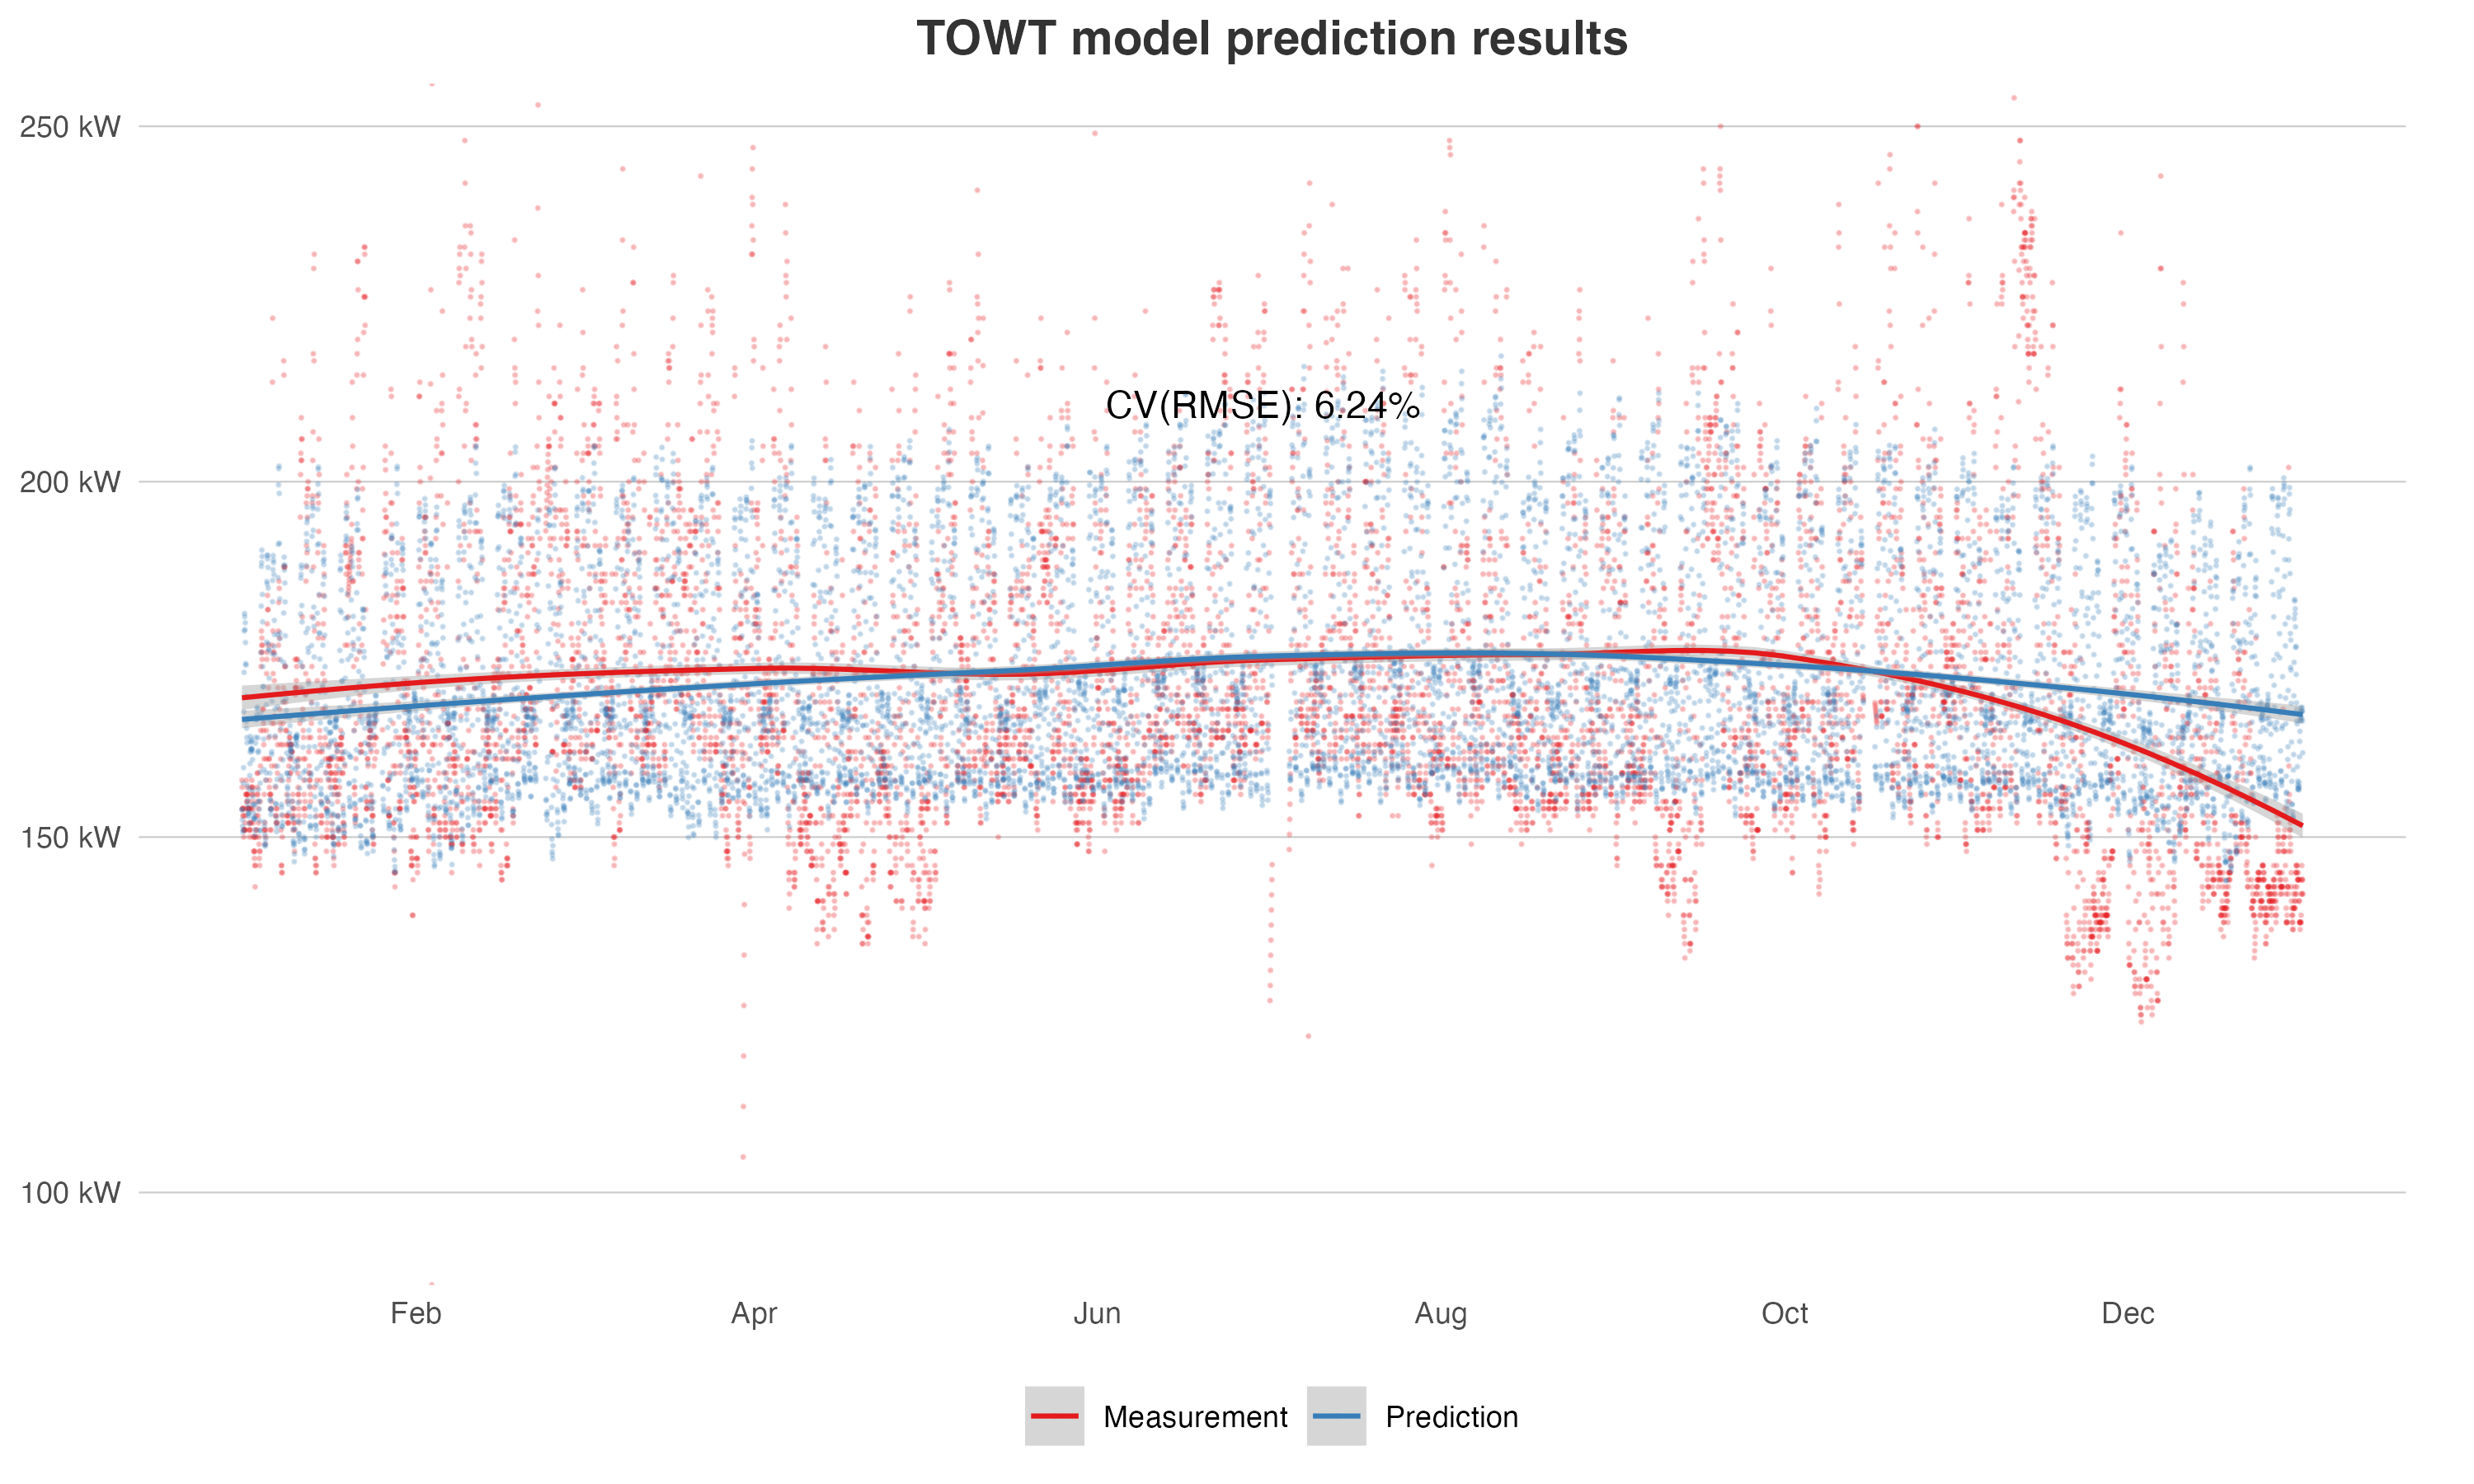 TOWT model prediction results
250 kW
CV(RMSE): 6.24%
200 kW
150 kW
100 kW
Feb Apr Jun Aug Oct Dec
Measurement Prediction